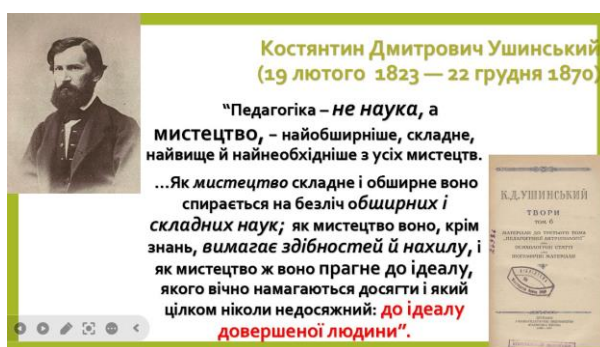 Костянтин Дмитрович Ушинський
(19 лютого 1823 — 22 грудня 1870)
“Педагогіка – не наука, а
мистецтво, – найобширніше, складне,
найвище й найнеобхідніше з усіх мистецтв.
...Як мистецтво складне і обширне воно
спирається на безліч обширних і
складних наук; як мистецтво воно, крім
знань, вимагає здібностей й нахилу, і
як мистецтво ж воно прагне до ідеалу,
якого вічно намагаються досягти і який
цілком ніколи недосяжний: до ідеалу
довершеної людини”.
К.Д.УШИНСЬКИЙ
ТВОРИ
ТОМ 6